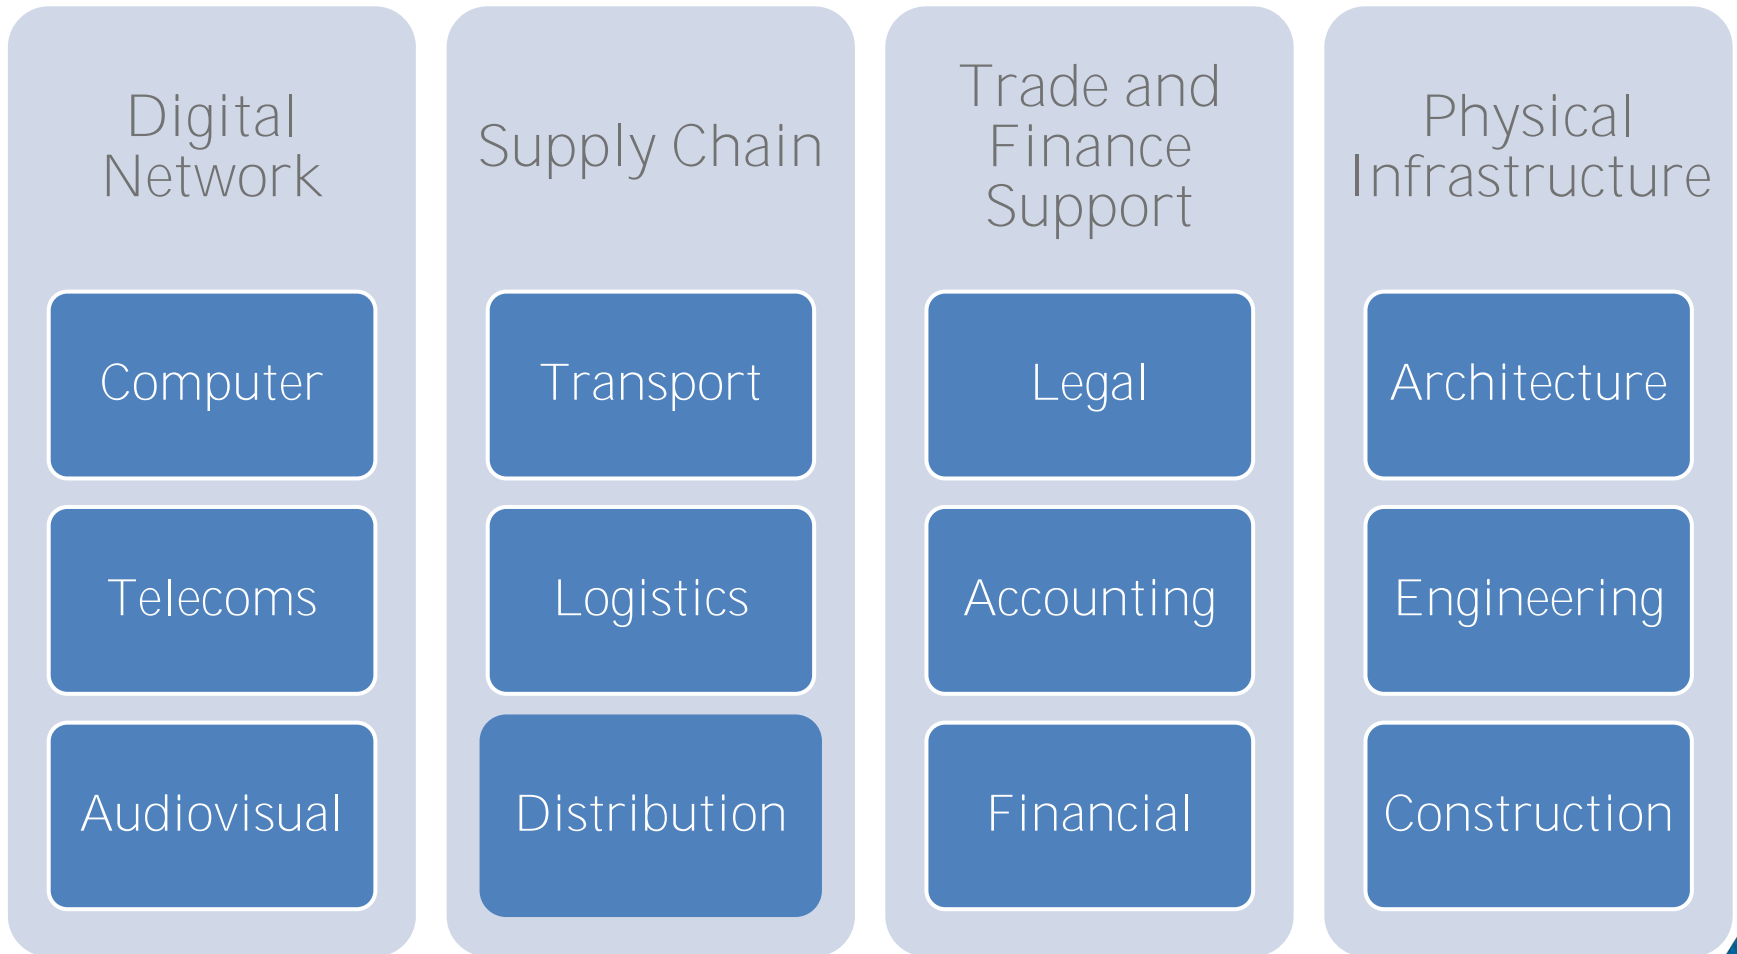 Digital
Network
Computer
Telecoms
Audiovisual
Supply Chain
Transport
Logistics
Distribution
Trade and
Finance
Support
Legal
Accounting
Financial
Physical
Infrastructure
Architecture
Engineering
Construction